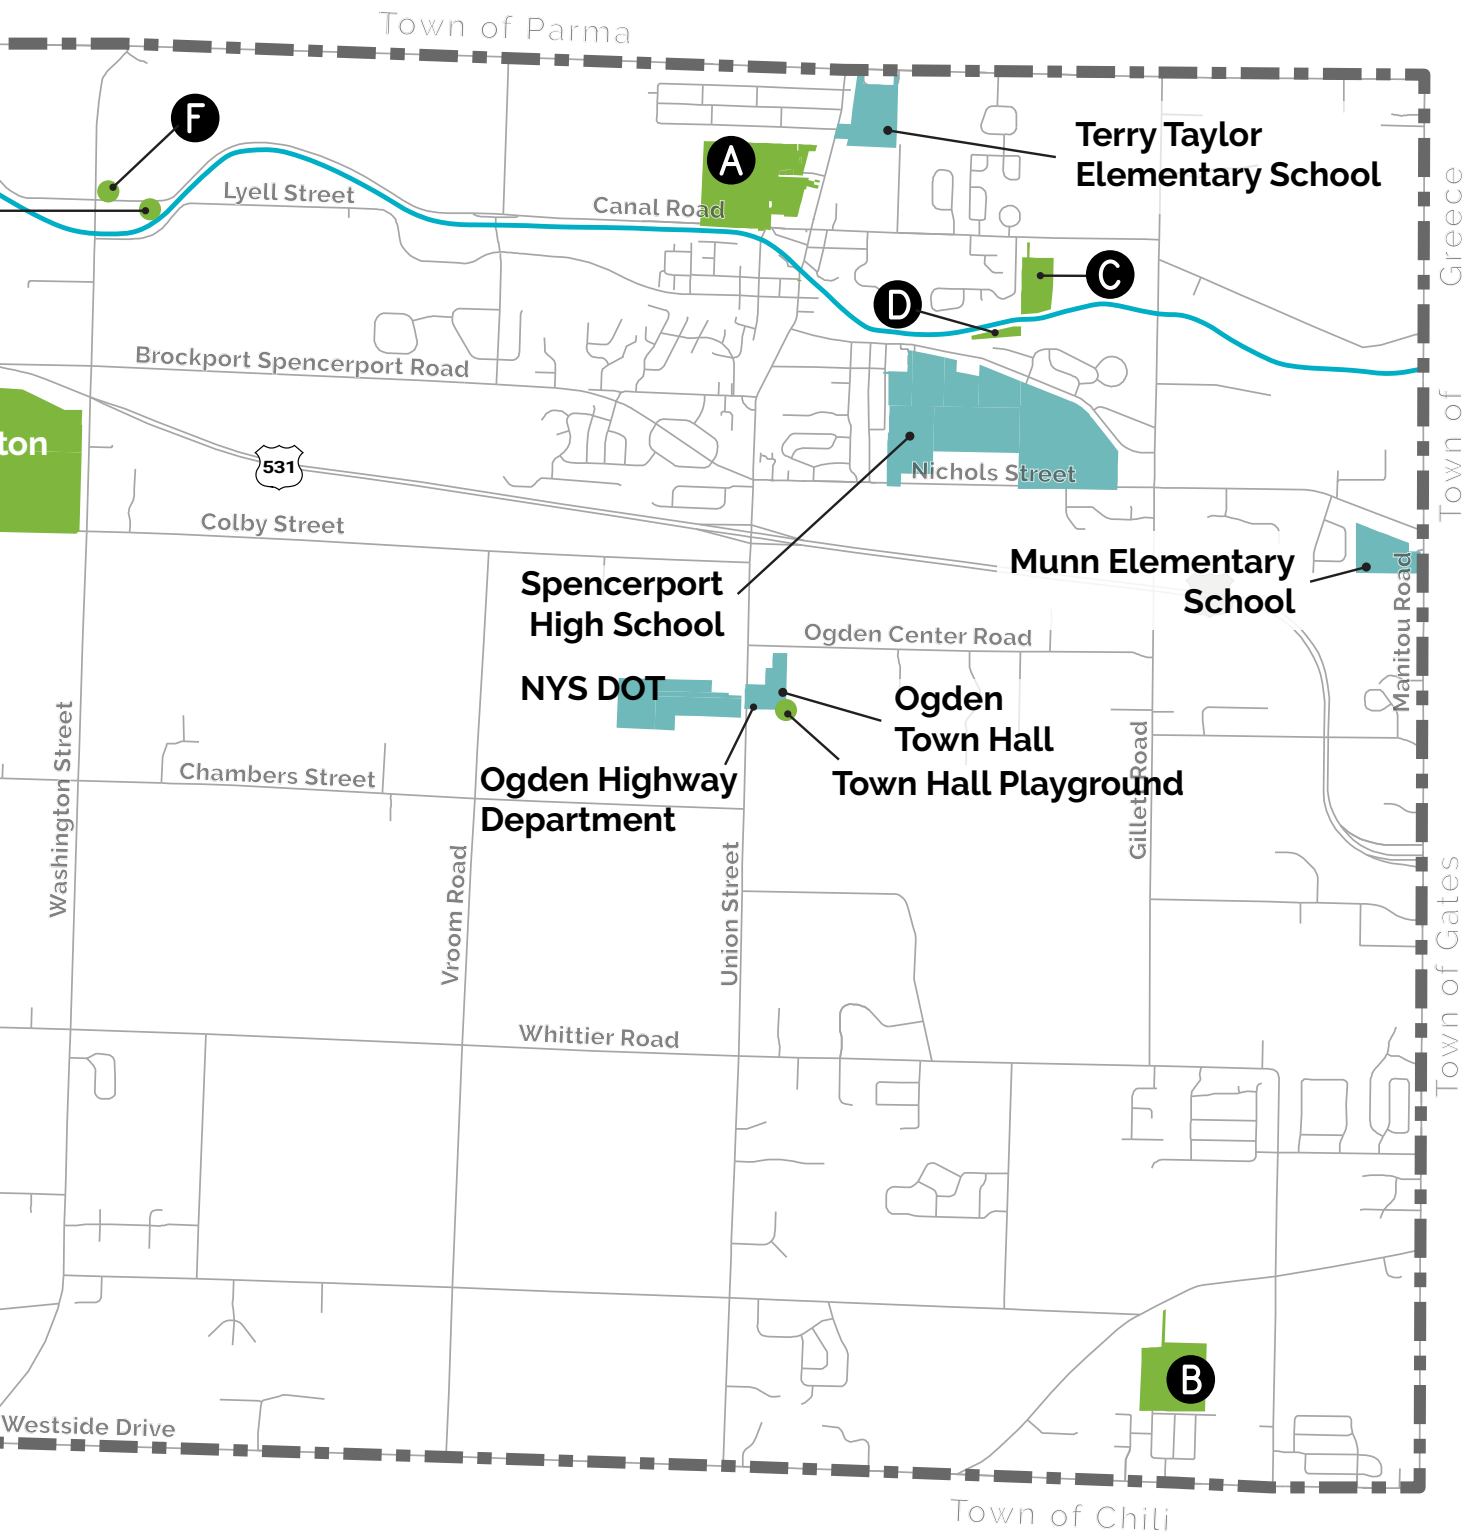 Town of Parma
F
A
Terry Taylor
Elementary School
Lyell Street
Canal Road
Greece
C
D
Brockport Spencerport Road
ton
531
Nichols Street
Town of
Colby Street
Munn Elementary
School
Spencerport
High School
Manitou Road
Ogden Center Road
NYS DOT
Ogden
Town Hall
Washington Street
Chambers Street
Ogden Highway
Department
Town Hall Playground
Gillett Road
Vroom Road
Union Street
Town of Gates
Whittier Road
B
Westside Drive
Town of Chili